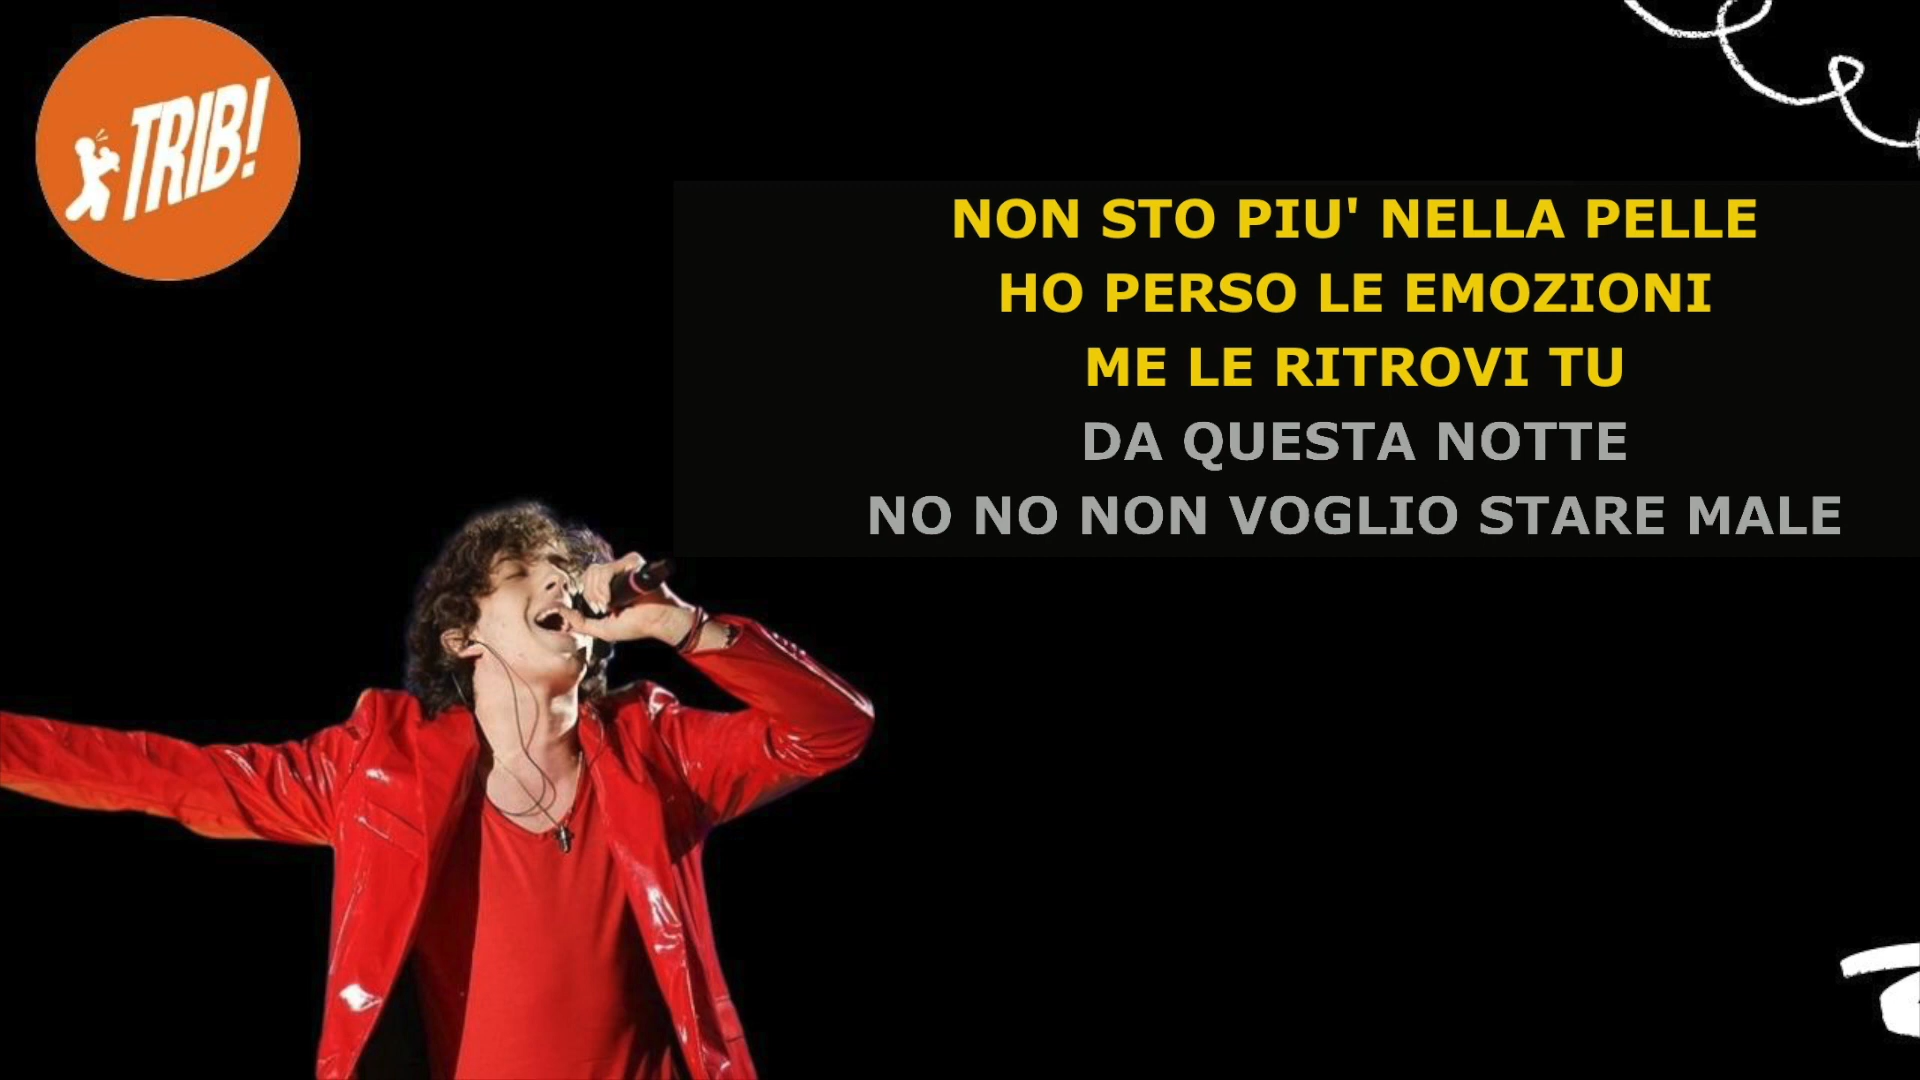 TRIB!
NON STO PIU' NELLA PELLE
HO PERSO LE EMOZIONI
ME LE RITROVI TU
DA QUESTA NOTTE
NO NO NON VOGLIO STARE MALE